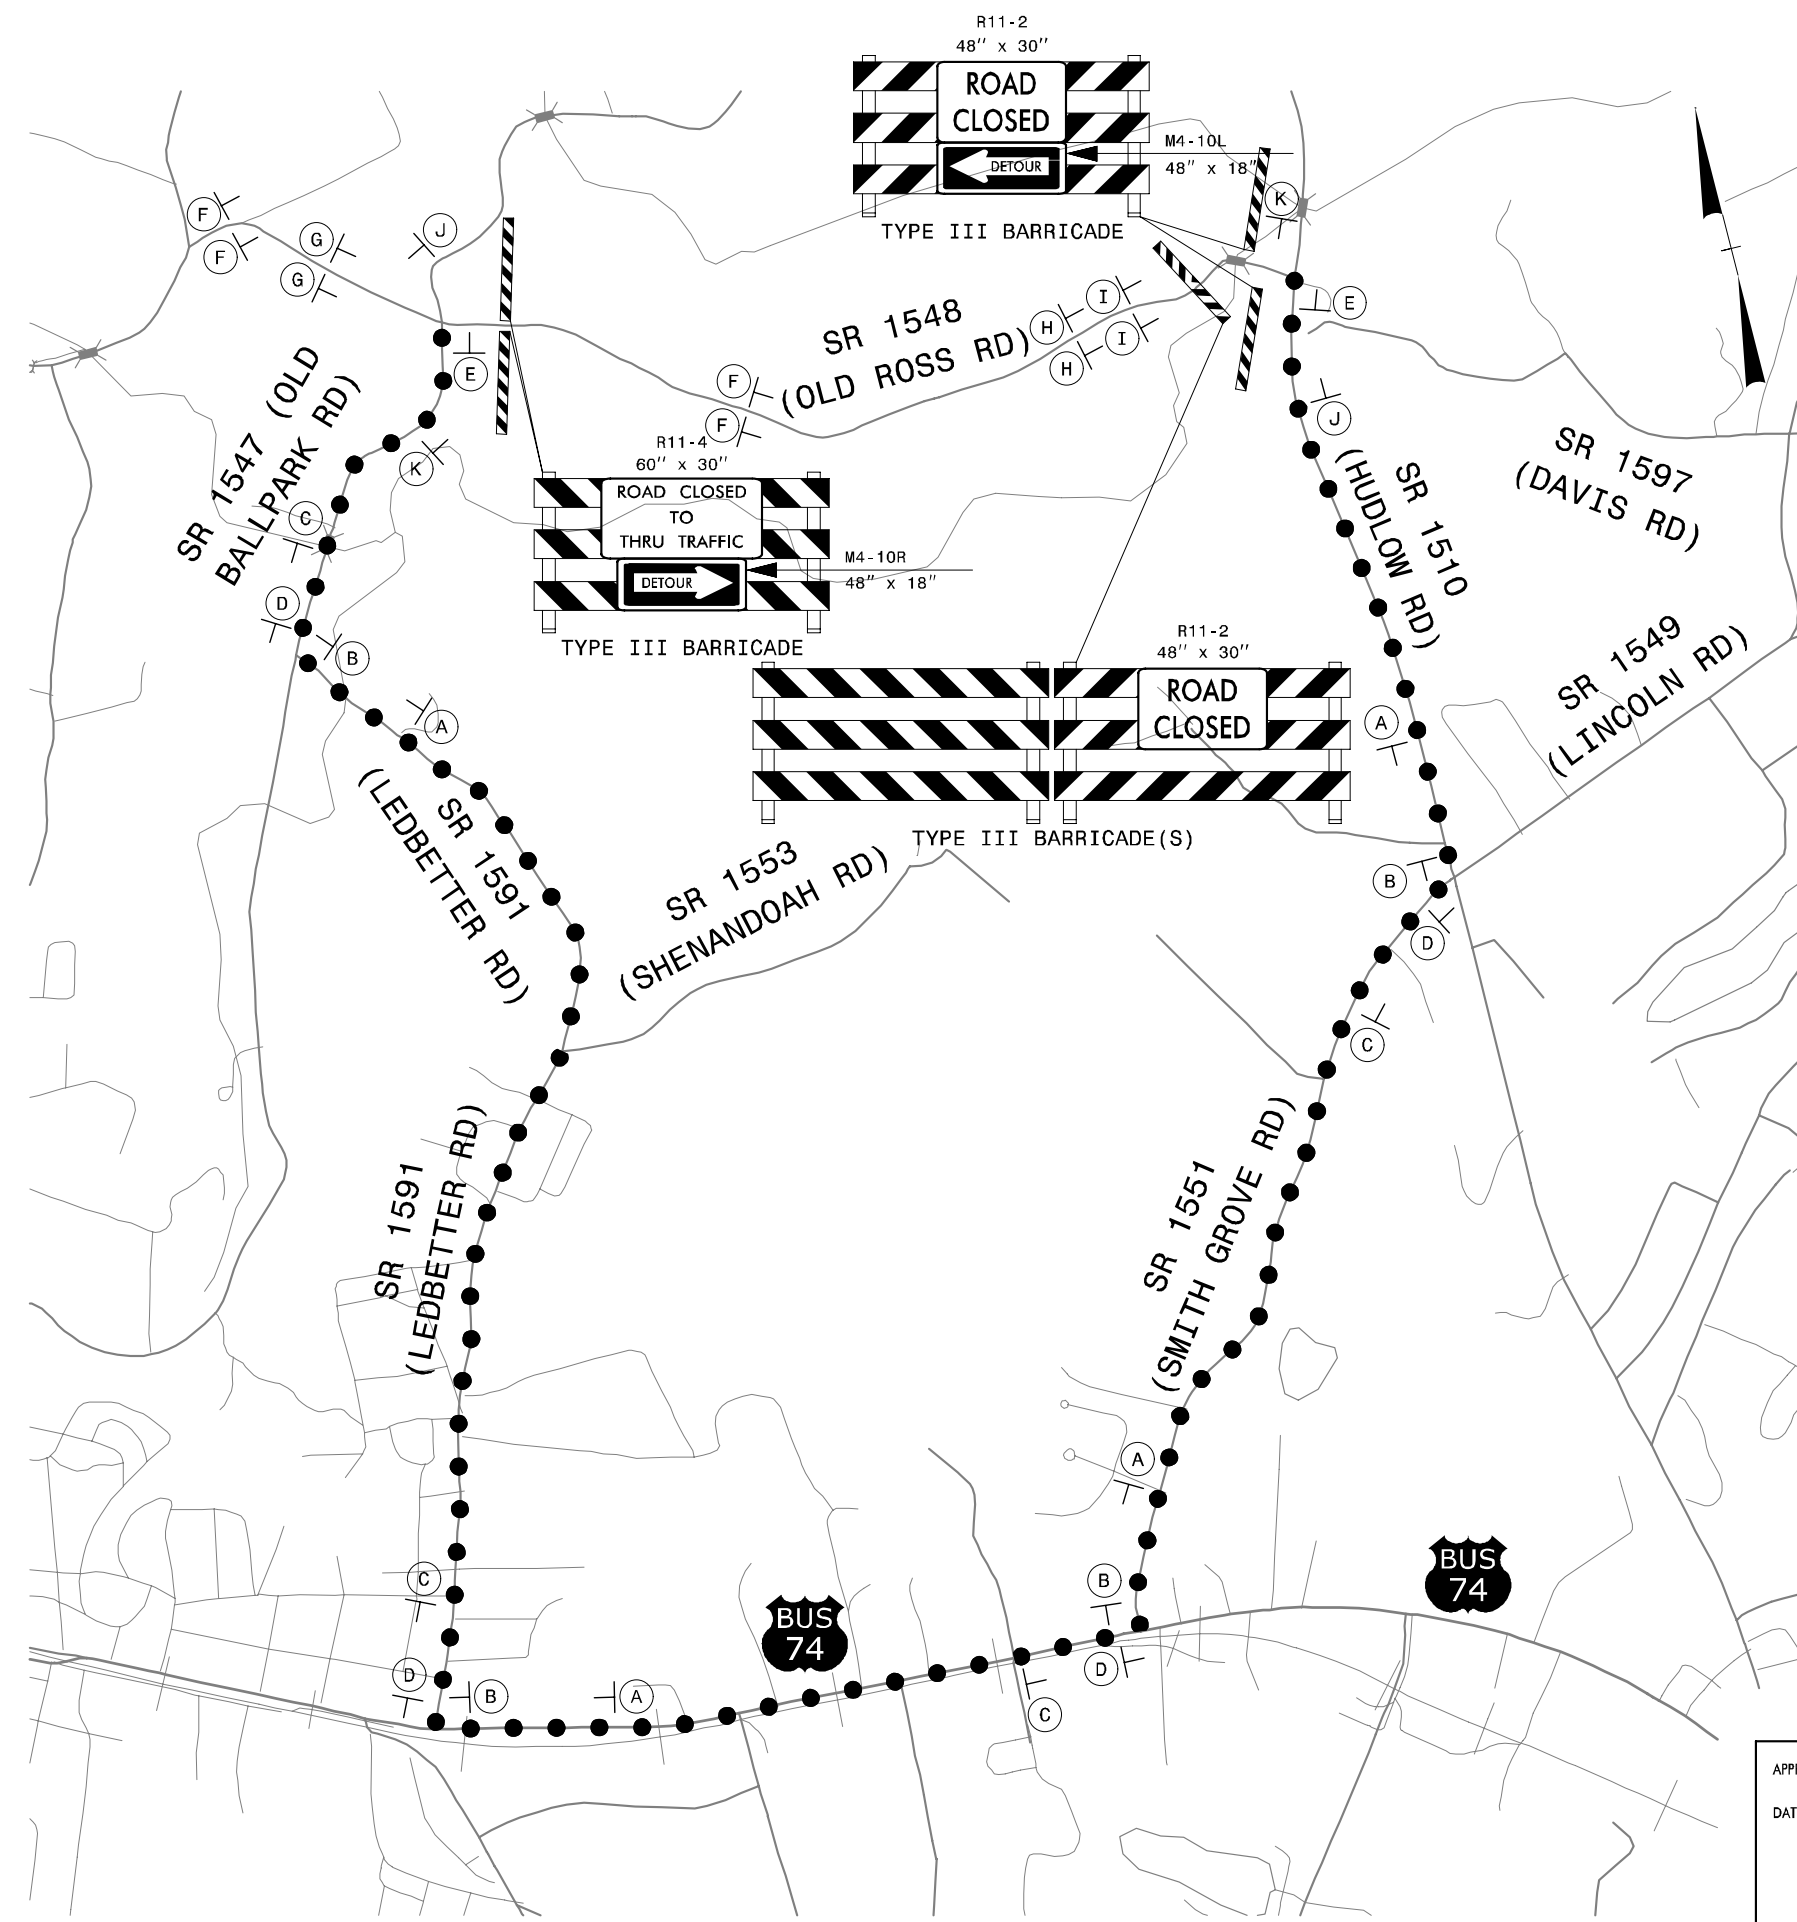 R11-2
48" x 30"
ROAD
CLOSED
DETOUR
M4-10L
48" x 18"
TYPE III BARRICADE
K
F
F
G
G
J
E
SR 1548
(OLD ROSS RD)
H
I
H
I
E
J
F
F
SR 1547 (OLD
BALLPARK RD)
K
C
R11-4
60" x 30"
ROAD CLOSED
TO
THRU TRAFFIC
DETOUR
M4-10R
48" x 18"
TYPE III BARRICADE
SR 1597
(DAVIS RD)
SR 1510
(HUDLOW RD)
D
B
A
R11-2
48" x 30"
ROAD
CLOSED
TYPE III BARRICADE(S)
SR 1549
(LINCOLN RD)
A
SR 1591
(LEDBETTER RD)
SR 1553
(SHENANDOAH RD)
B
D
C
SR 1591
(LEDBETTER RD)
SR 1551
(SMITH GROVE RD)
A
C
B
BUS
74
BUS
74
D
B
A
D
C
APP
DAT